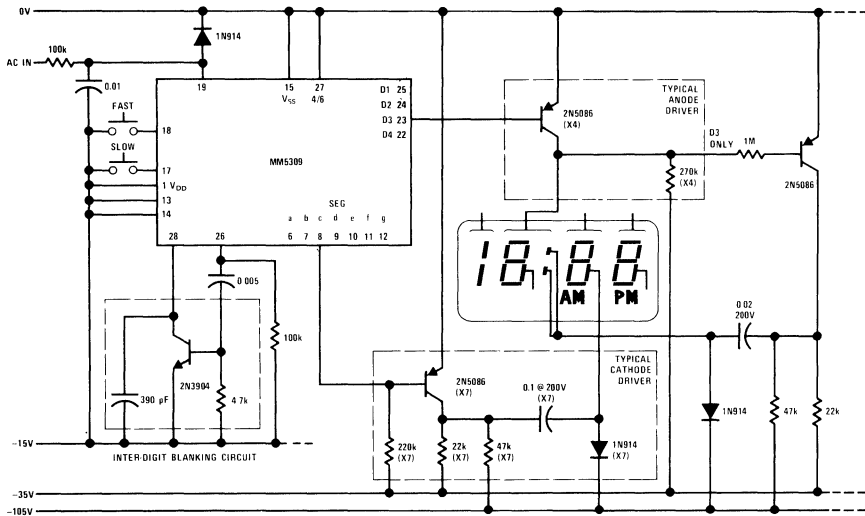 0V
1N914
100k
AC IN
0.01
19
15
VSS
27
4/6
D1 25
D2 24
D3 23
D4 22
FAST
18
SLOW
17
1 VDD
13
14
MM5309
SEG
a b c d e f g
6 7 8 9 10 11 12
28
26
0.005
100k
2N3904
390 pF
4.7k
-15V
INTER-DIGIT BLANKING CIRCUIT
-35V
-105V
TYPICAL
ANODE
DRIVER
2N5086
(X4)
D3
ONLY
1M
2N5086
270k
(X4)
18:88
AM PM
0.02
200V
1N914
47k
22k
TYPICAL
CATHODE
DRIVER
2N5086
(X7)
0.1 @ 200V
(X7)
220k
(X7)
22k
(X7)
47k
(X7)
1N914
(X7)